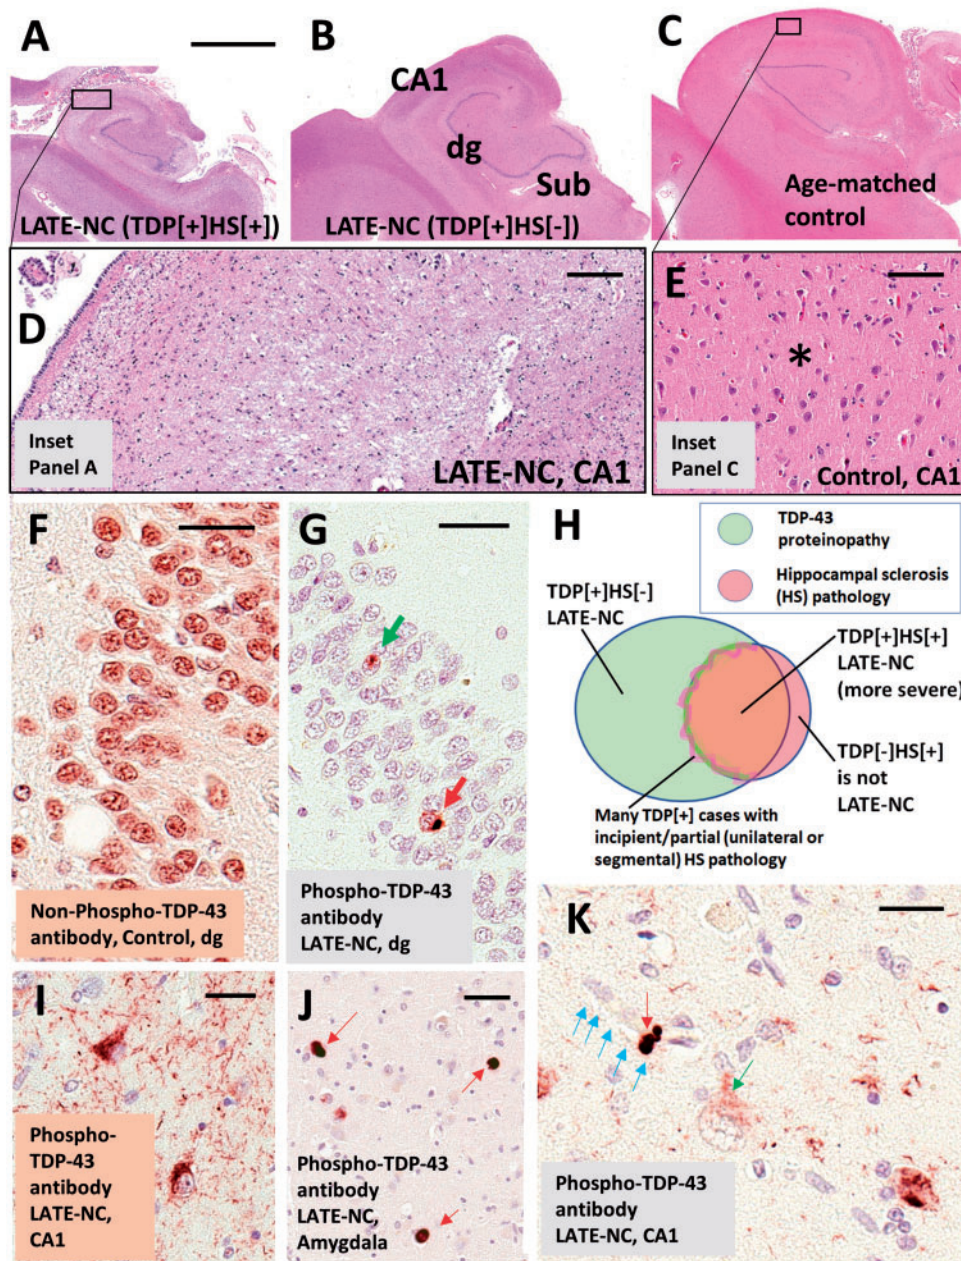 A
B
C
CA1
dg
Sub
LATE-NC (TDP[+]HS[+])
LATE-NC (TDP[+]HS[-])
Age-matched
control
D
Inset
Panel A
LATE-NC, CA1
E
*
Inset
Panel C
Control, CA1
F
Non-Phospho-TDP-43
antibody, Control, dg
G
Phospho-TDP-43
antibody
LATE-NC, dg
H
TDP-43
proteinopathy
Hippocampal sclerosis
(HS) pathology
TDP[+]HS[-]
LATE-NC
TDP[+]HS[+]
LATE-NC
(more severe)
TDP[-]HS[+]
is not
LATE-NC
Many TDP[+] cases with
incipient/partial (unilateral or
segmental) HS pathology
I
Phospho-
TDP-43
antibody
LATE-NC,
CA1
J
Phospho-TDP-43
antibody
LATE-NC,
Amygdala
K
Phospho-TDP-43
antibody
LATE-NC, CA1